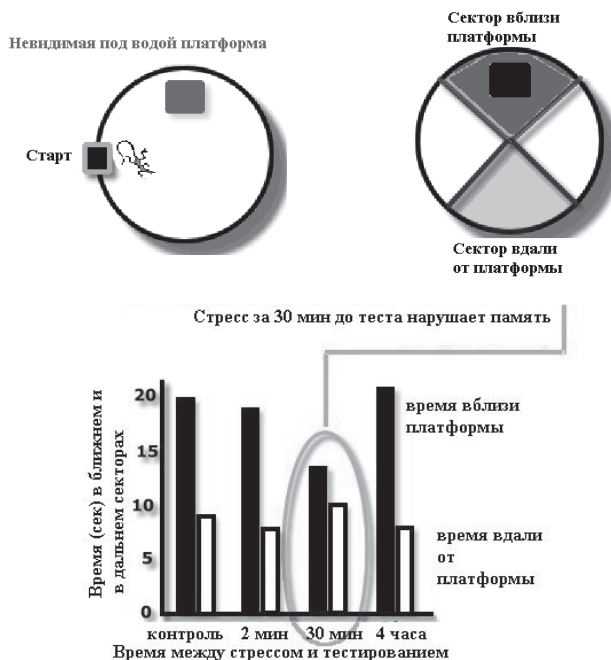 Невидимая под водой платформа
Старт
Сектор вблизи
платформы
Сектор вдали
от платформы
Стресс за 30 мин до теста нарушает память
Время (сек) в ближнем и
в дальнем секторах
20
15
10
5
0
время вблизи
платформы
время вдали
от
платформы
контроль 2 мин 30 мин 4 часа
Время между стрессом и тестированием